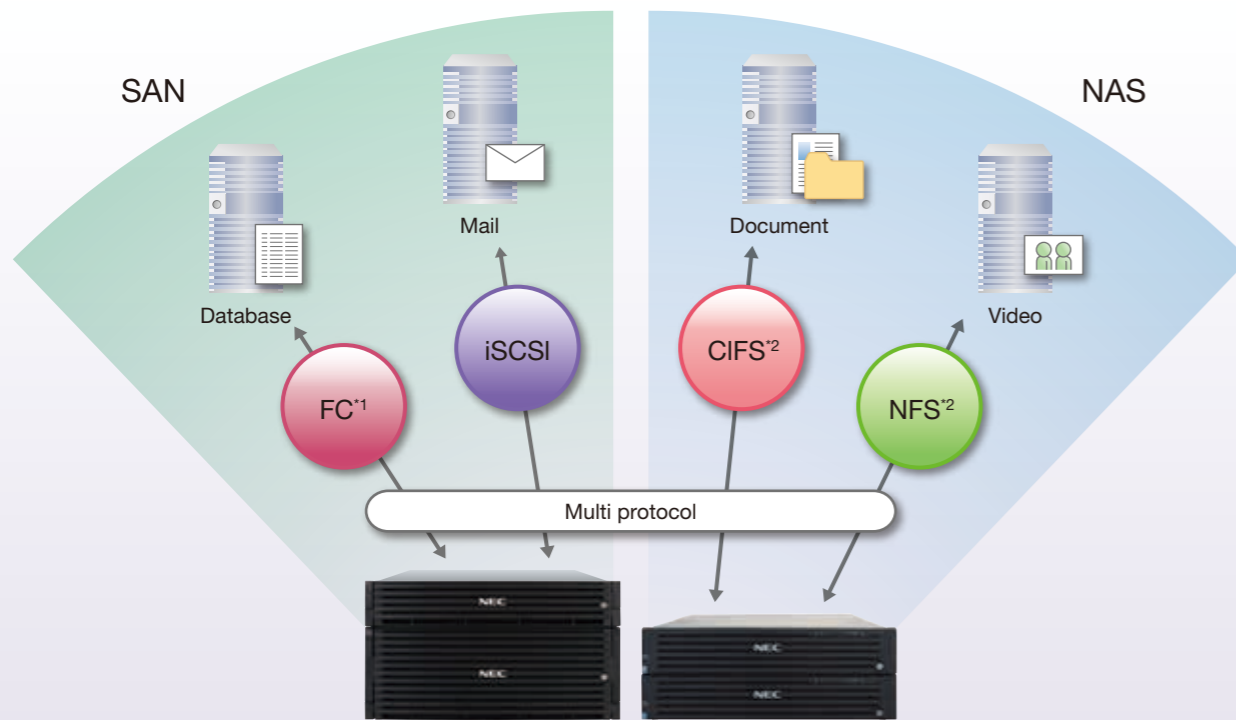 SAN
NAS
Mail
Document
Database
Video
iSCSI
CIFS*2
FC*1
NFS*2
Multi protocol
NEC
NEC
NEC
NEC